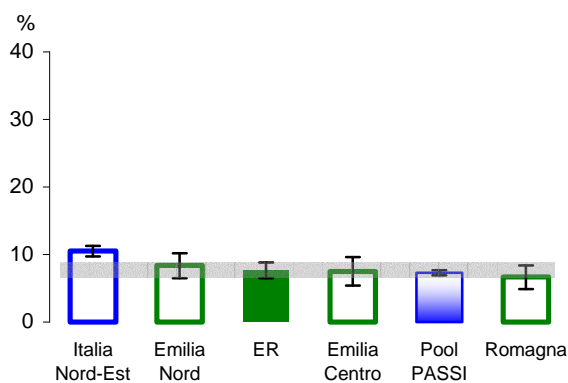 %
40
30
20
10
0
Italia Nord-Est
Emilia Nord
ER
Emilia Centro
Pool PASSI
Romagna